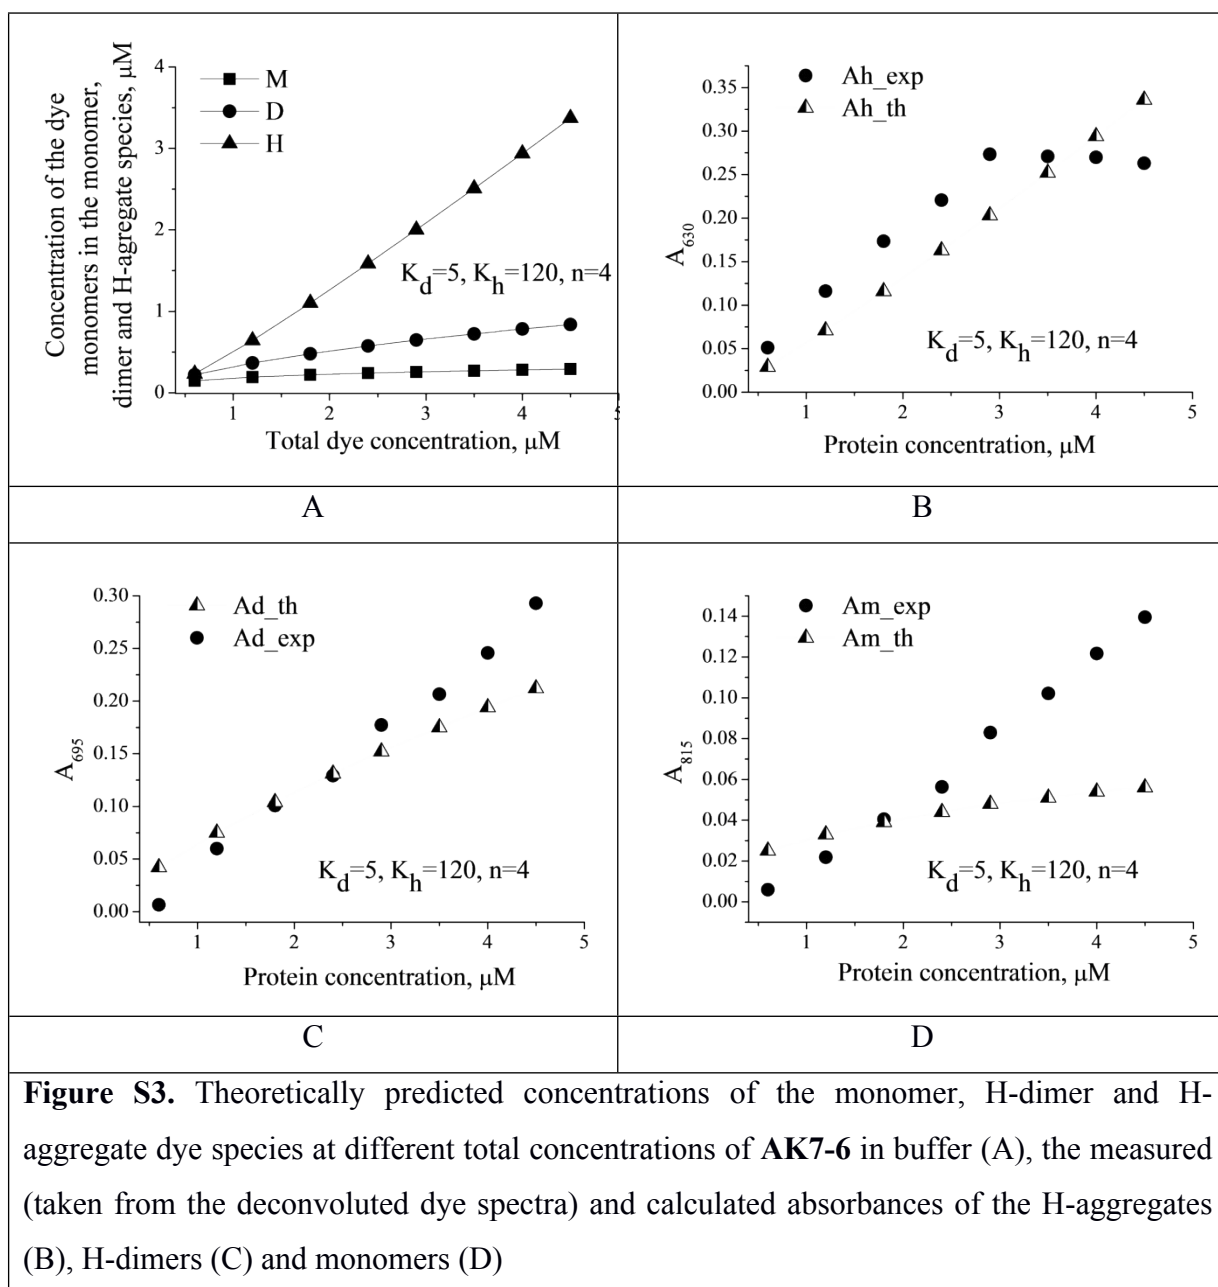 Concentration of the dye
monomers in the monomer,
dimer and H-agregate species, μM
4
3
2
1
0
M
D
H
K_d=5, K_h=120, n=4
1 2 3 4 5
Total dye concentration, μM
A_630
0.35
0.30
0.25
0.20
0.15
0.10
0.05
0.00
Ah_exp
Ah_th
K_d=5, K_h=120, n=4
1 2 3 4 5
Protein concentration, μM
A B
A_695
0.30
0.25
0.20
0.15
0.10
0.05
0.00
Ad_th
Ad_exp
K_d=5, K_h=120, n=4
1 2 3 4 5
Protein concentration, μM
A_815
0.14
0.12
0.10
0.08
0.06
0.04
0.02
0.00
Am_exp
Am_th
K_d=5, K_h=120, n=4
1 2 3 4 5
Protein concentration, μM
C D
Figure S3. Theoretically predicted concentrations of the monomer, H-dimer and H-
aggregate dye species at different total concentrations of AK7-6 in buffer (A), the measured
(taken from the deconvoluted dye spectra) and calculated absorbances of the H-aggregates
(B), H-dimers (C) and monomers (D)